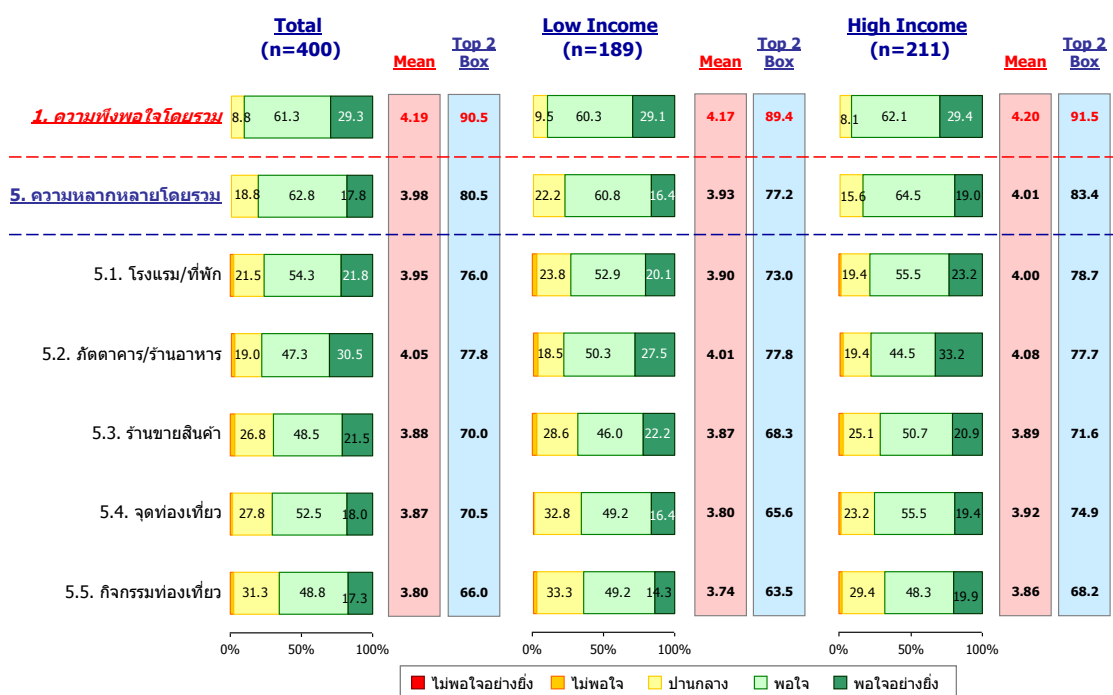 Total Low Income High Income
(n=400) Mean Top 2 Box (n=189) Mean Top 2 Box (n=211) Mean Top 2 Box
1. ความพึงพอใจโดยรวม 8.8 61.3 29.3 4.19 90.5 9.5 60.3 29.1 4.17 89.4 8.1 62.1 29.4 4.20 91.5
5. ความหลากหลายโดยรวม 18.8 62.8 17.8 3.98 80.5 22.2 60.8 16.4 3.93 77.2 15.6 64.5 19.0 4.01 83.4
5.1. โรงแรม/ที่พัก 21.5 54.3 21.8 3.95 76.0 23.8 52.9 20.1 3.90 73.0 19.4 55.5 23.2 4.00 78.7
5.2. ภัตตาคาร/ร้านอาหาร 19.0 47.3 30.5 4.05 77.8 18.5 50.3 27.5 4.01 77.8 19.4 44.5 33.2 4.08 77.7
5.3. ร้านขายสินค้า 26.8 48.5 21.5 3.88 70.0 28.6 46.0 22.2 3.87 68.3 25.1 50.7 20.9 3.89 71.6
5.4. จุดท่องเที่ยว 27.8 52.5 18.0 3.87 70.5 32.8 49.2 16.4 3.80 65.6 23.2 55.5 19.4 3.92 74.9
5.5. กิจกรรมท่องเที่ยว 31.3 48.8 17.3 3.80 66.0 33.3 49.2 14.3 3.74 63.5 29.4 48.3 19.9 3.86 68.2
0% 50% 100% 0% 50% 100% 0% 50% 100%
ไม่พอใจอย่างยิ่ง ไม่พอใจ ปานกลาง พอใจ พอใจอย่างยิ่ง